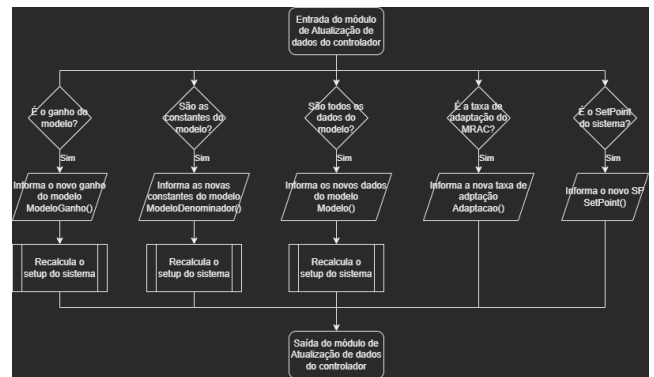 Entrada do módulo
de Atualização de
dados do controlador
É o ganho do
modelo?
São as
constantes do
modelo?
São todos os
dados do
modelo?
É a taxa de
adaptação do
MRAC?
É o SetPoint
do sistema?
Sim
Sim
Sim
Sim
Sim
Informa o novo ganho
do modelo
ModeloGanho()
Informa as novas
constantes do modelo
ModeloDenominador()
Informa os novos dados
do modelo
Modelo()
Informa a nova taxa de
adptação
Adaptacao()
Informa o novo SP
SetPoint()
Recalcula o
setup do sistema
Recalcula o
setup do sistema
Recalcula o
setup do sistema
Saída do módulo de
Atualização de dados
do controlador